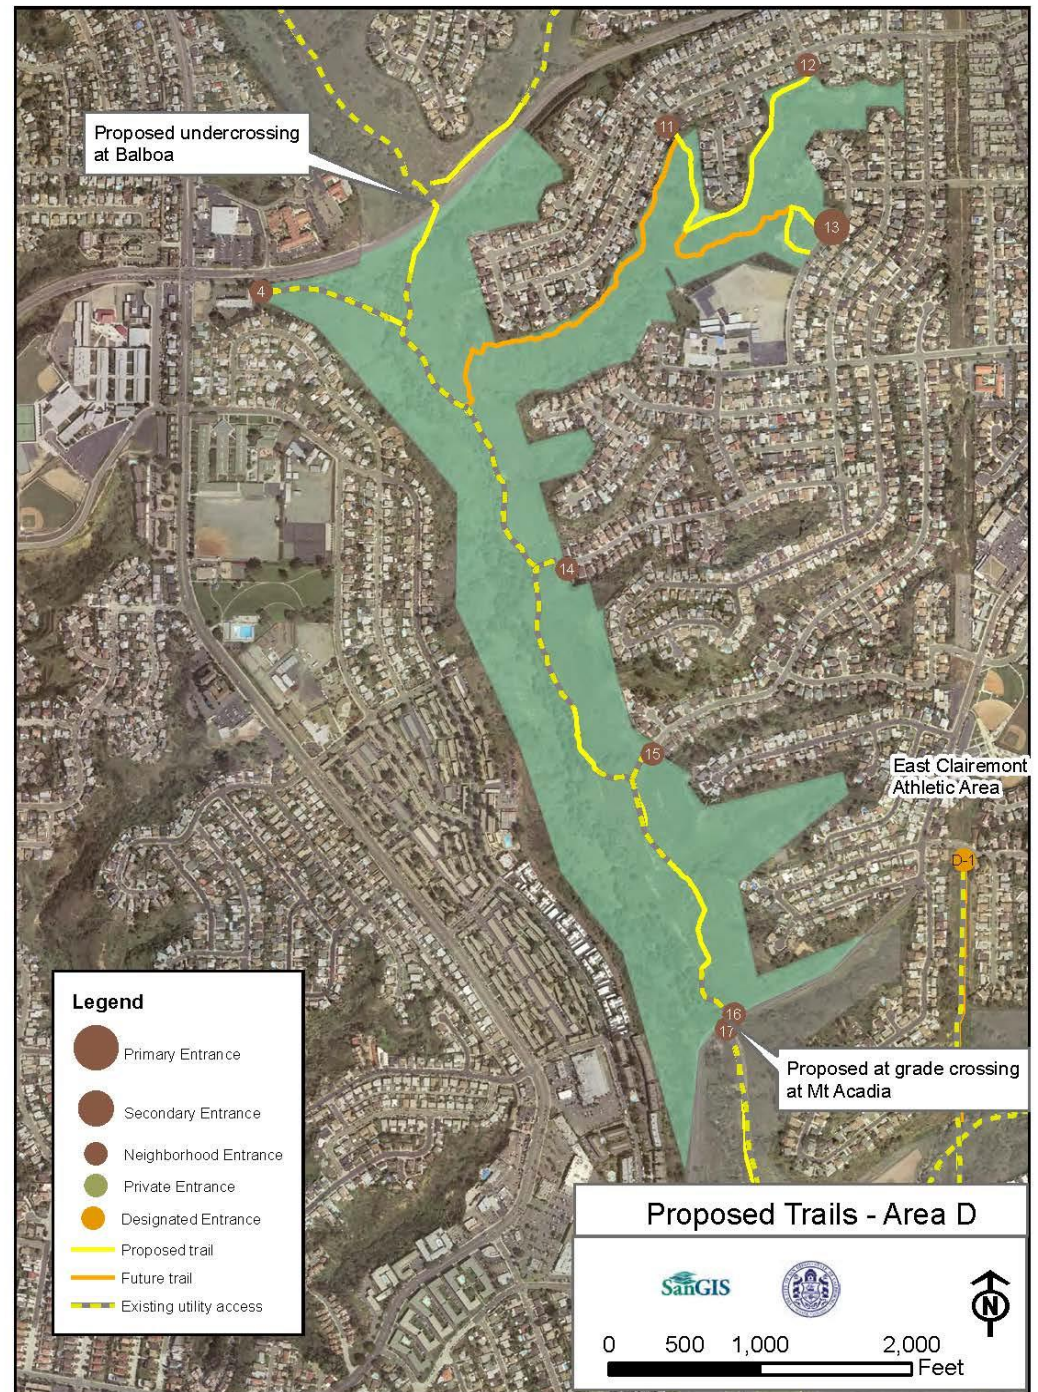 12
11
Proposed undercrossing
at Balboa
13
4
14
15
East Clairemont
Athletic Area
D-1
16
17
Proposed at grade crossing
at Mt Acadia
Legend
Primary Entrance
Secondary Entrance
Neighborhood Entrance
Private Entrance
Designated Entrance
Proposed trail
Future trail
Existing utility access
Proposed Trails - Area D
SanGIS
N
0 500 1,000 2,000
Feet